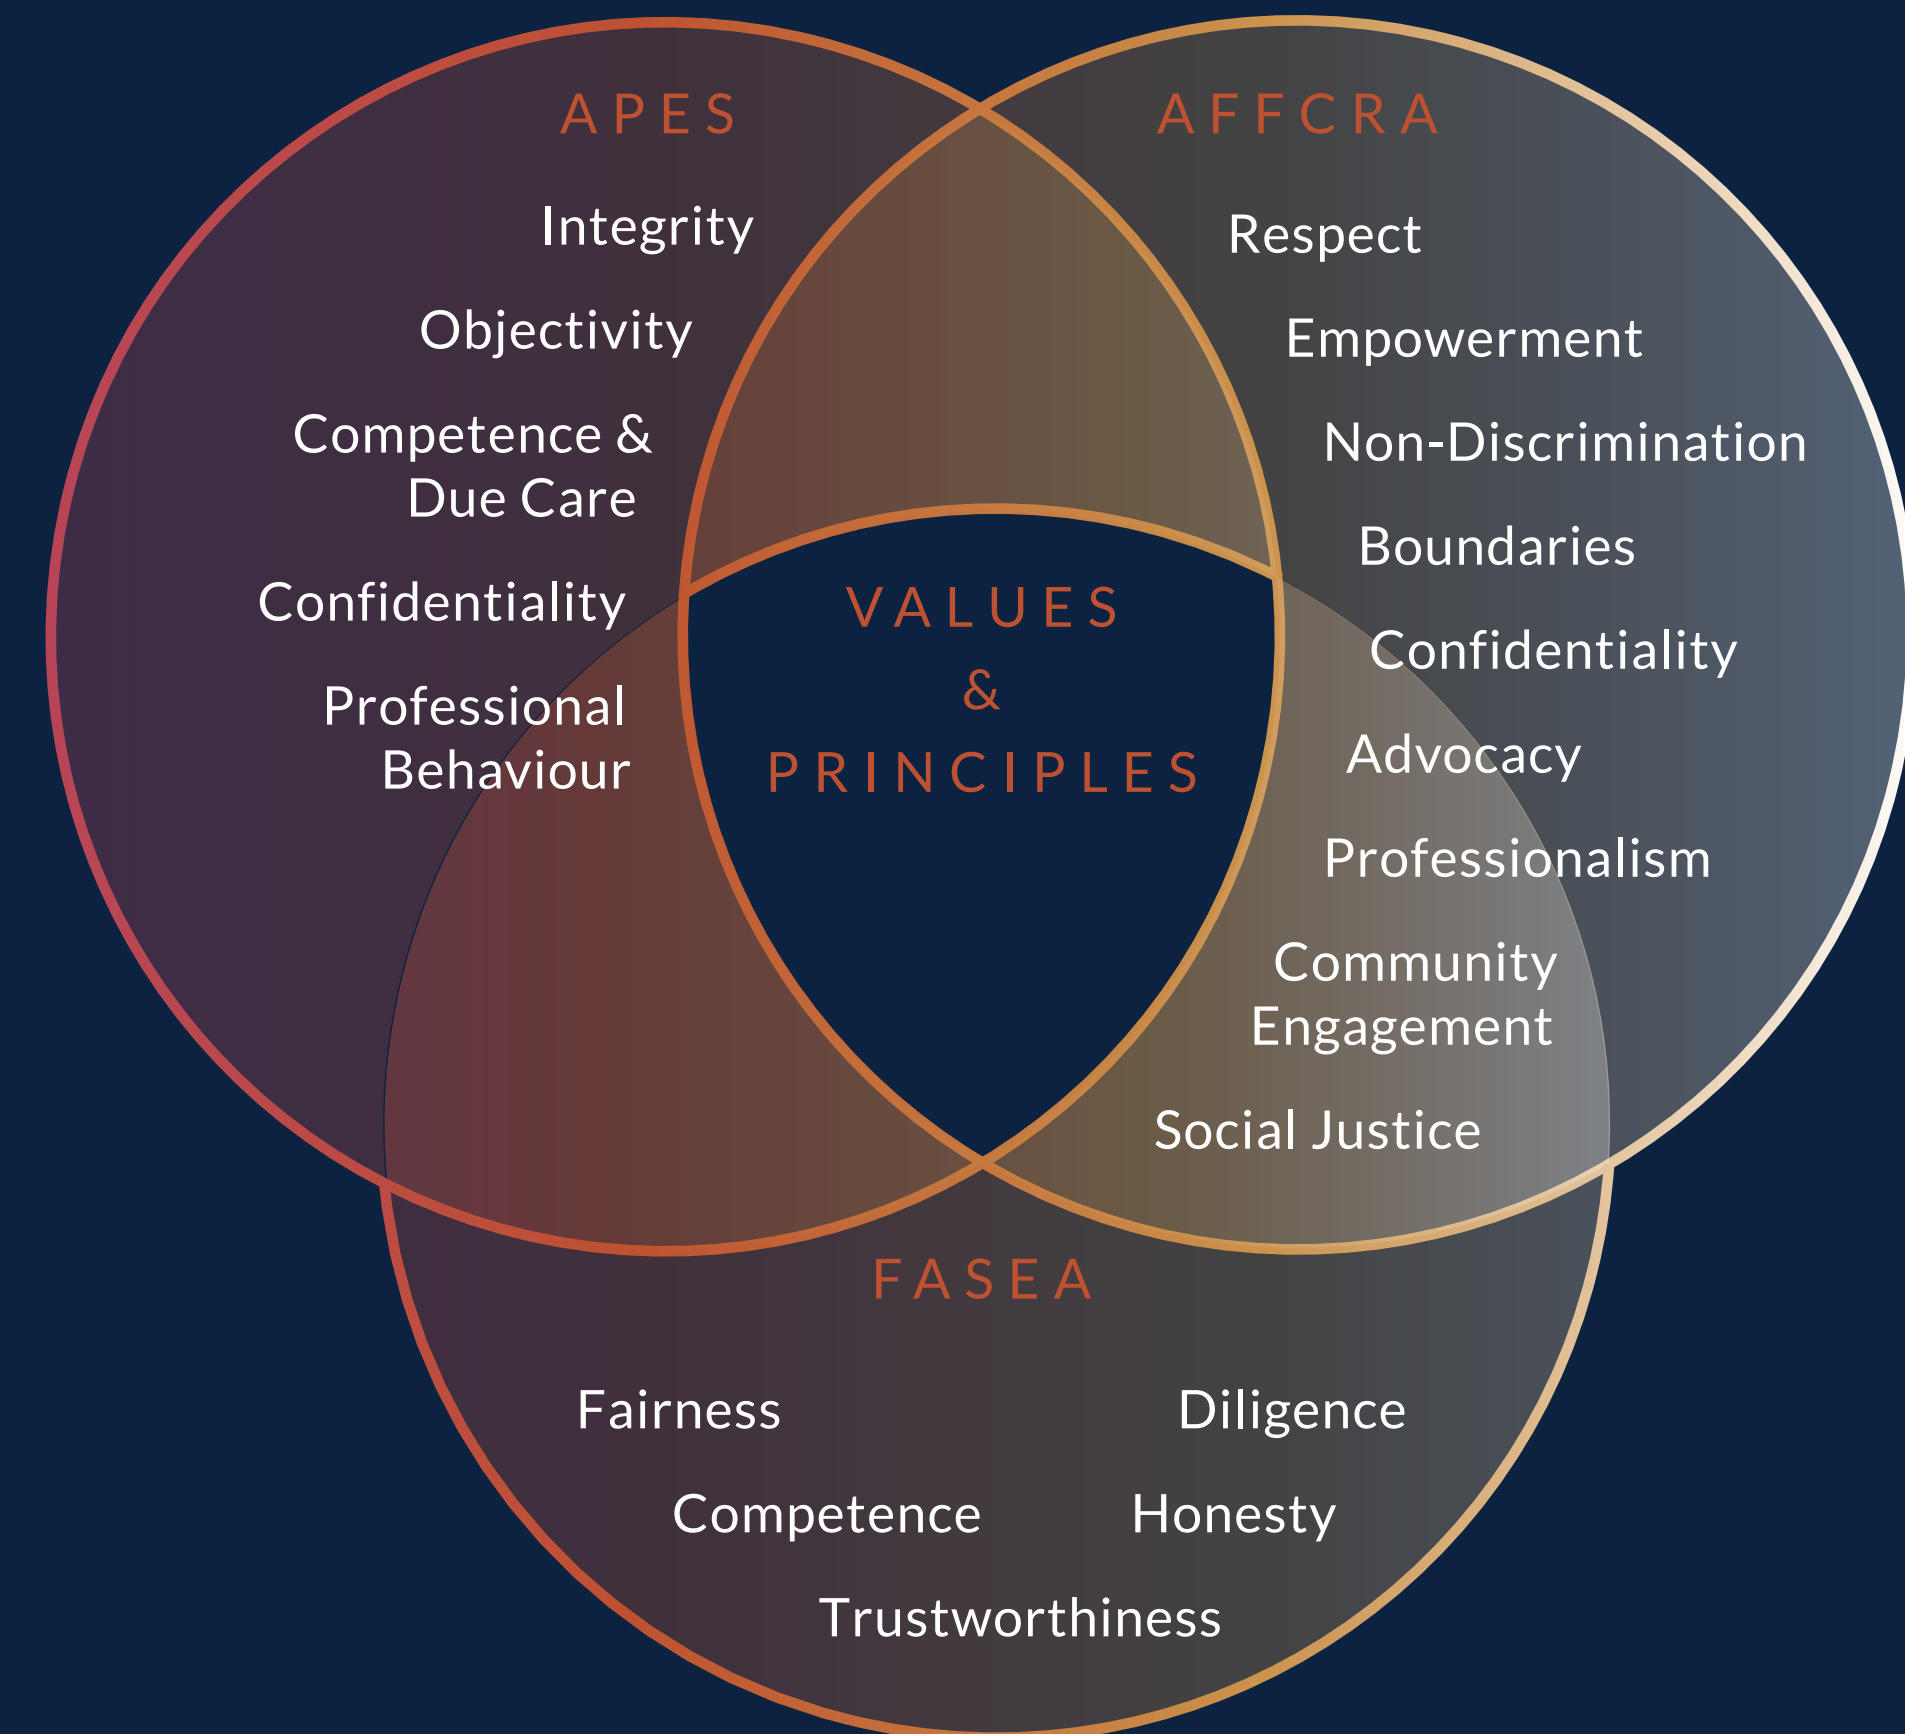 APES
Integrity
Objectivity
Competence &
Due Care
Confidentiality
Professional
Behaviour
AFFCRA
Respect
Empowerment
Non-Discrimination
Boundaries
Confidentiality
Advocacy
Professionalism
Community
Engagement
Social Justice
VALUES
&
PRINCIPLES
FASEA
Fairness
Diligence
Competence
Honesty
Trustworthiness